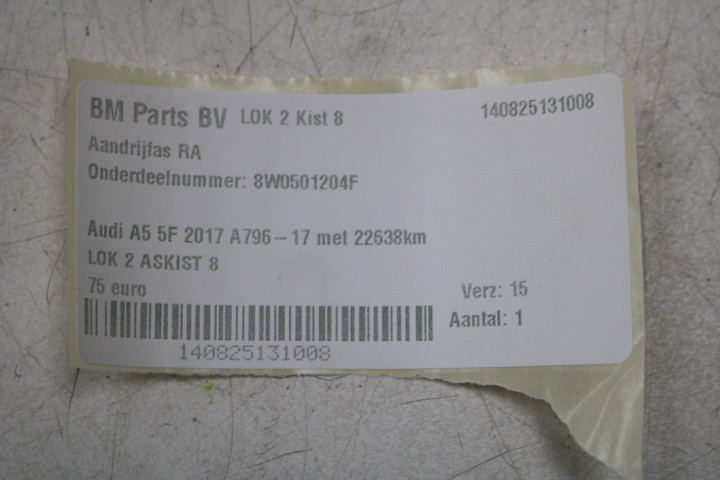 BM Parts BV LOK 2 Kist 8 140825131008
Aandrijfas RA
Onderdeelnummer: 8W0501204F
Audi A5 5F 2017 A796-17 met 22638km
LOK 2 ASKIST 8
75 euro Verz: 15
Aantal: 1
140825131008